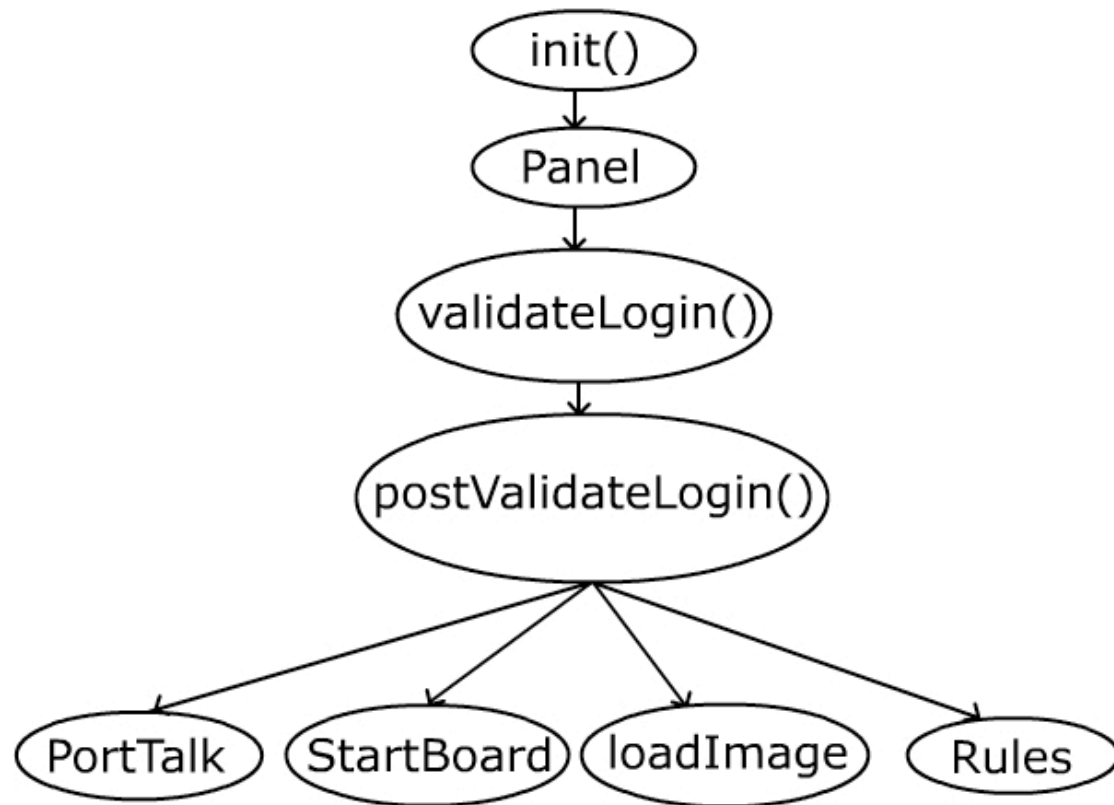 init()
Panel
validateLogin()
postValidateLogin()
PortTalk
StartBoard
loadImage
Rules